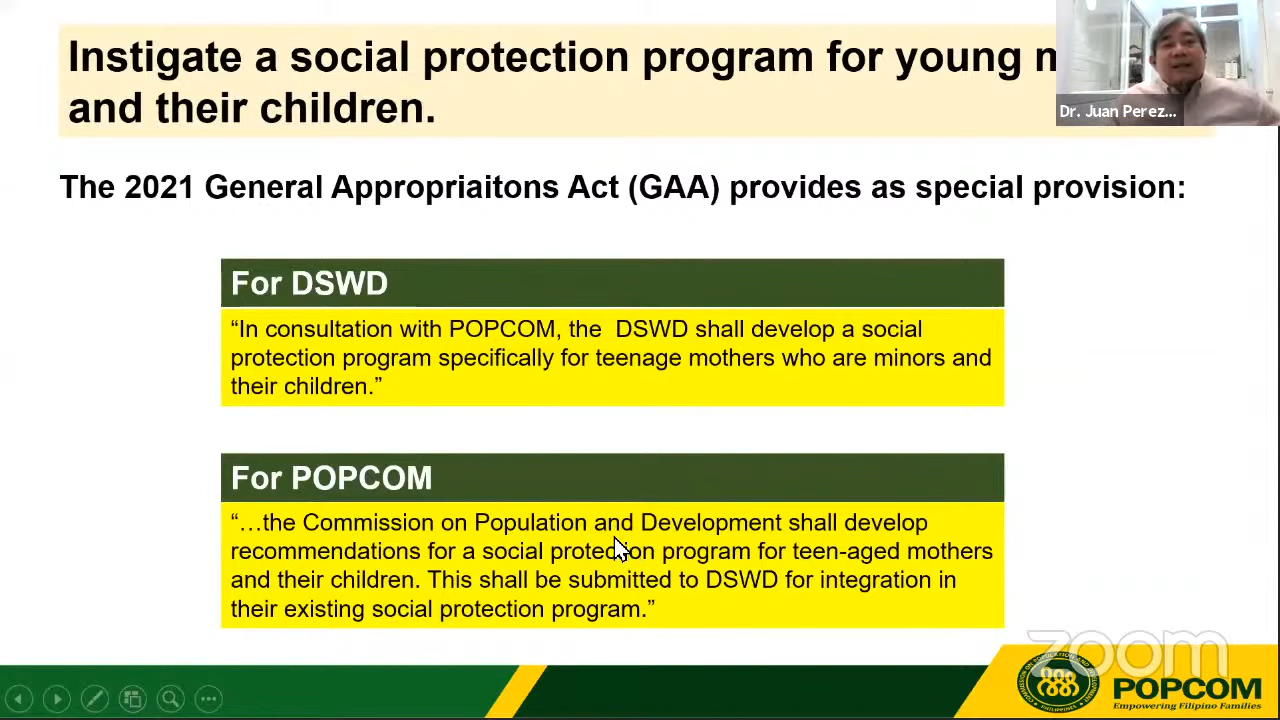 Instigate a social protection program for young
and their children.
Dr. Juan Perez...
The 2021 General Appropriaitons Act (GAA) provides as special provision:
For DSWD
“In consultation with POPCOM, the  DSWD shall develop a social
protection program specifically for teenage mothers who are minors and
their children.”
For POPCOM
“…the Commission on Population and Development shall develop
recommendations for a social protection program for teen-aged mothers
and their children. This shall be submitted to DSWD for integration in
their existing social protection program.”
zoom
POPCOM
Empowering Filipino Families